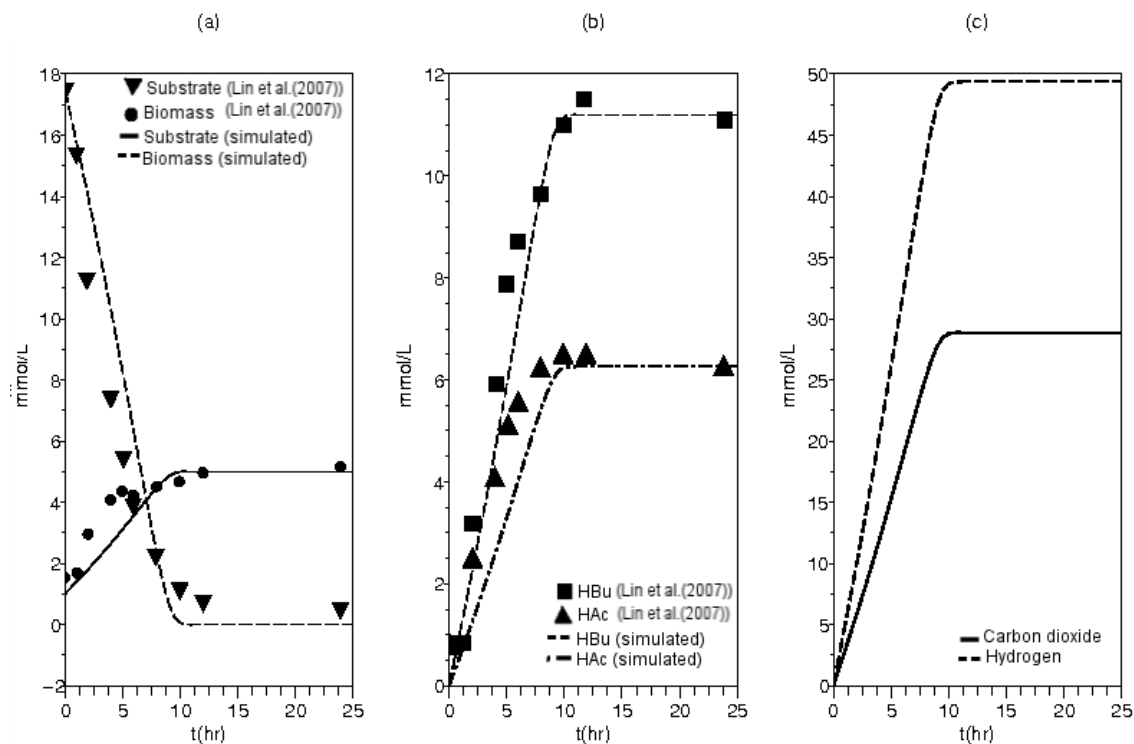 (a)
(b)
(c)
18
16
14
12
10
8
6
4
2
0
−2
mmol/L
Substrate (Lin et al.(2007))
Biomass (Lin et al.(2007))
Substrate (simulated)
Biomass (simulated)
0 5 10 15 20 25
t(hr)
12
10
8
6
4
2
0
mmol/L
HBu (Lin et al.(2007))
HAc (Lin et al.(2007))
HBu (simulated)
HAc (simulated)
0 5 10 15 20 25
t(hr)
50
45
40
35
30
25
20
15
10
5
0
mmol/L
Carbon dioxide
Hydrogen
0 5 10 15 20 25
t(hr)